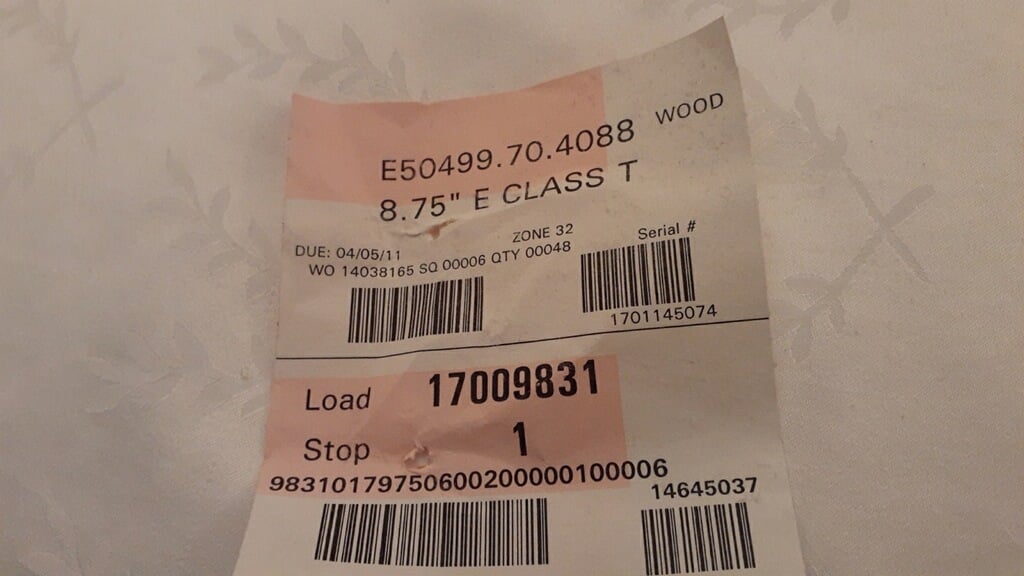 E50499.70.4088 WOOD
8.75" E CLASS T
DUE: 04/05/11 ZONE 32 Serial #
WO 14038165 SQ 00006 QTY 00048
1701145074
Load 17009831
Stop 1
9831017975060020000010006
14645037